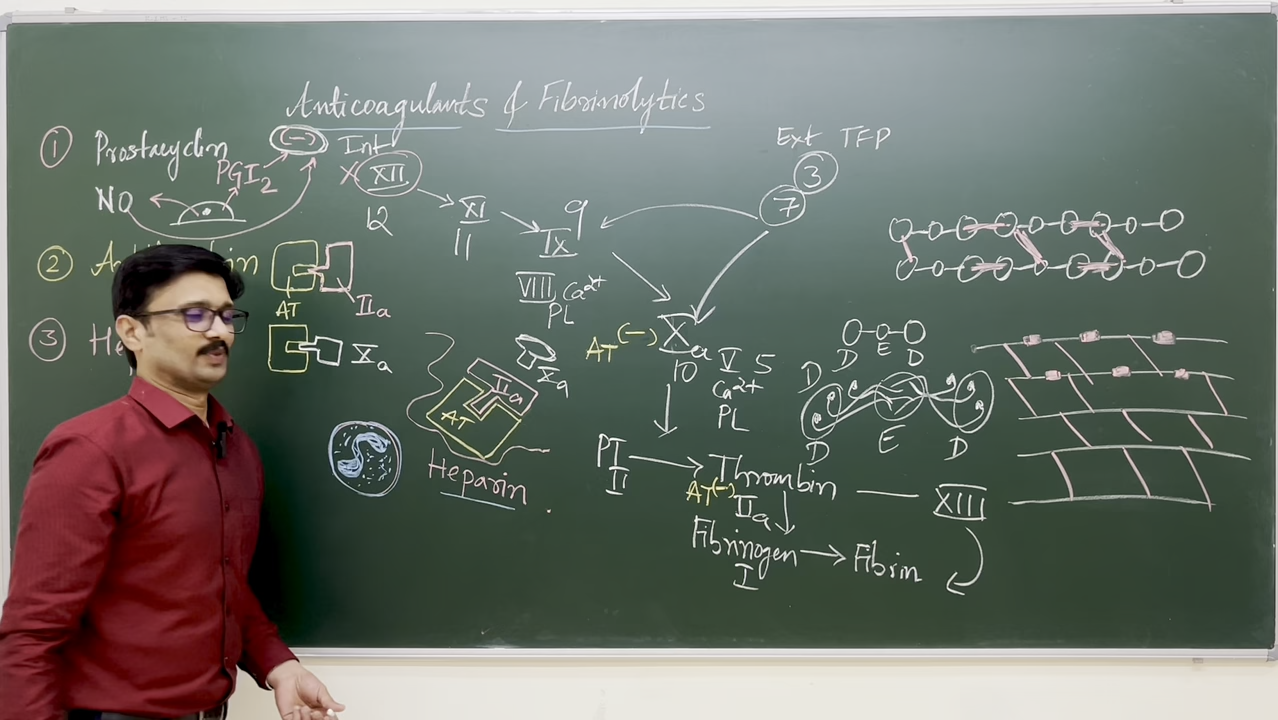 Anticoagulants & Fibrinolytics
① Prostacyclin (-) Int
PGI2 X XII
NO 12
XI
11
IX 9
VIII Ca2+
PL
Ext TFP
3
7
②
AT IIa
③ He
Xa
AT IIa Xa
Heparin
AT(-) Xa
10 V 5
Ca2+
PL
PT
II
Thrombin
AT(-) IIa
XIII
Fibrinogen
I
Fibrin
D E D
D
D E D